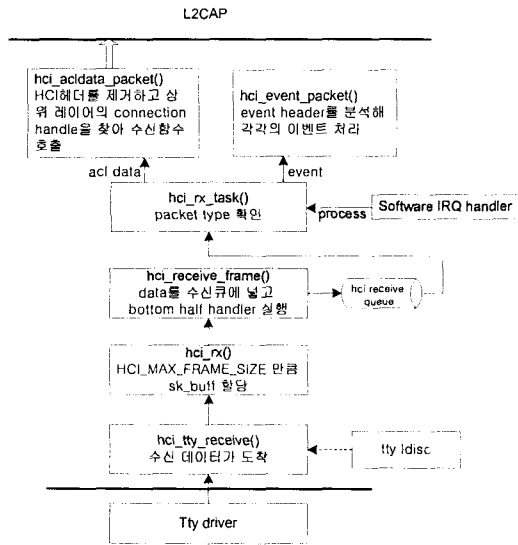 L2CAP
hci_acldata_packet()
HCI헤더를 제거하고 상
위 레이어의 connection
handle을 찾아 수신함수
호출
hci_event_packet()
event header를 분석해
각각의 이벤트 처리
acl data
event
hci_rx_task()
packet type 확인
process
Software IRQ handler
hci_receive_frame()
data를 수신큐에 넣고
bottom half handler 실행
hci receive
queue
hci_rx()
HCI_MAX_FRAME_SIZE 만큼
sk_buff 할당
hci_tty_receive()
수신 데이터가 도착
tty ldisc
Tty driver